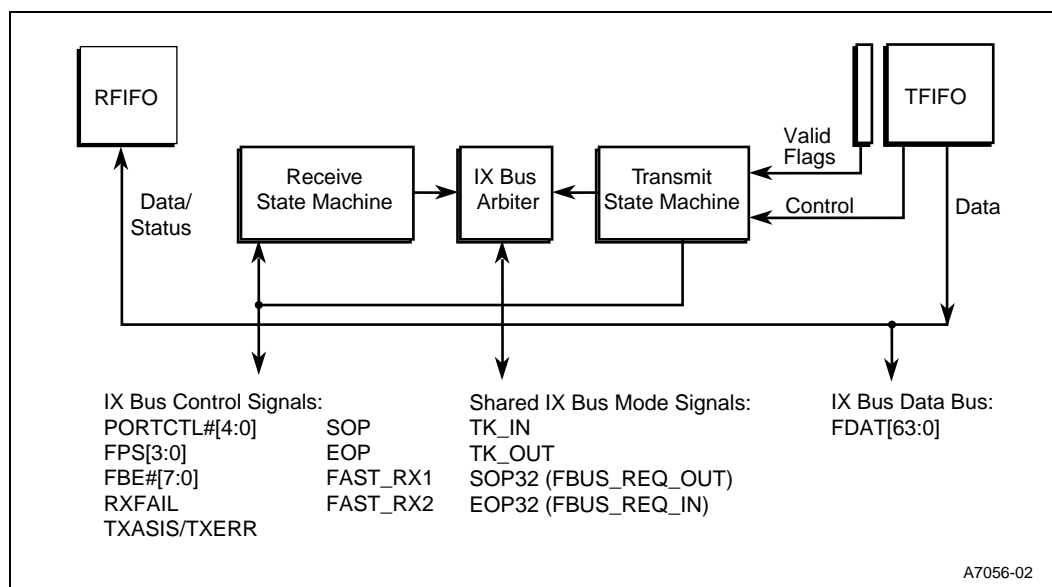 RFIFO
TFIFO
Valid
Flags
Receive
State Machine
IX Bus
Arbiter
Transmit
State Machine
Data/
Status
Control
Data
IX Bus Control Signals:
PORTCTL#[4:0]
FPS[3:0]
FBE#[7:0]
RXFAIL
TXASIS/TXERR
SOP
EOP
FAST_RX1
FAST_RX2
Shared IX Bus Mode Signals:
TK_IN
TK_OUT
SOP32 (FBUS_REQ_OUT)
EOP32 (FBUS_REQ_IN)
IX Bus Data Bus:
FDAT[63:0]
A7056-02